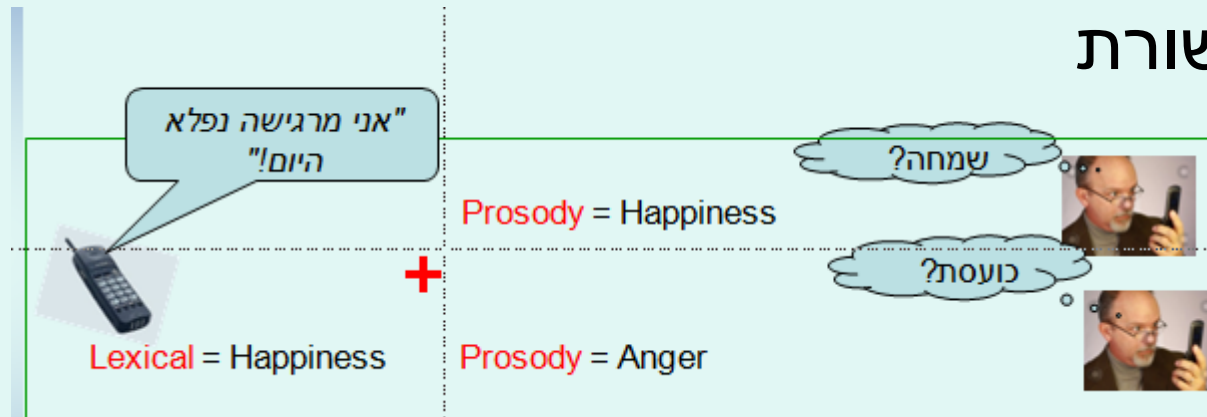 שורת
"אני מרגישה נפלא
היום!"
שמחה?
Prosody = Happiness
כועסת?
Lexical = Happiness
Prosody = Anger